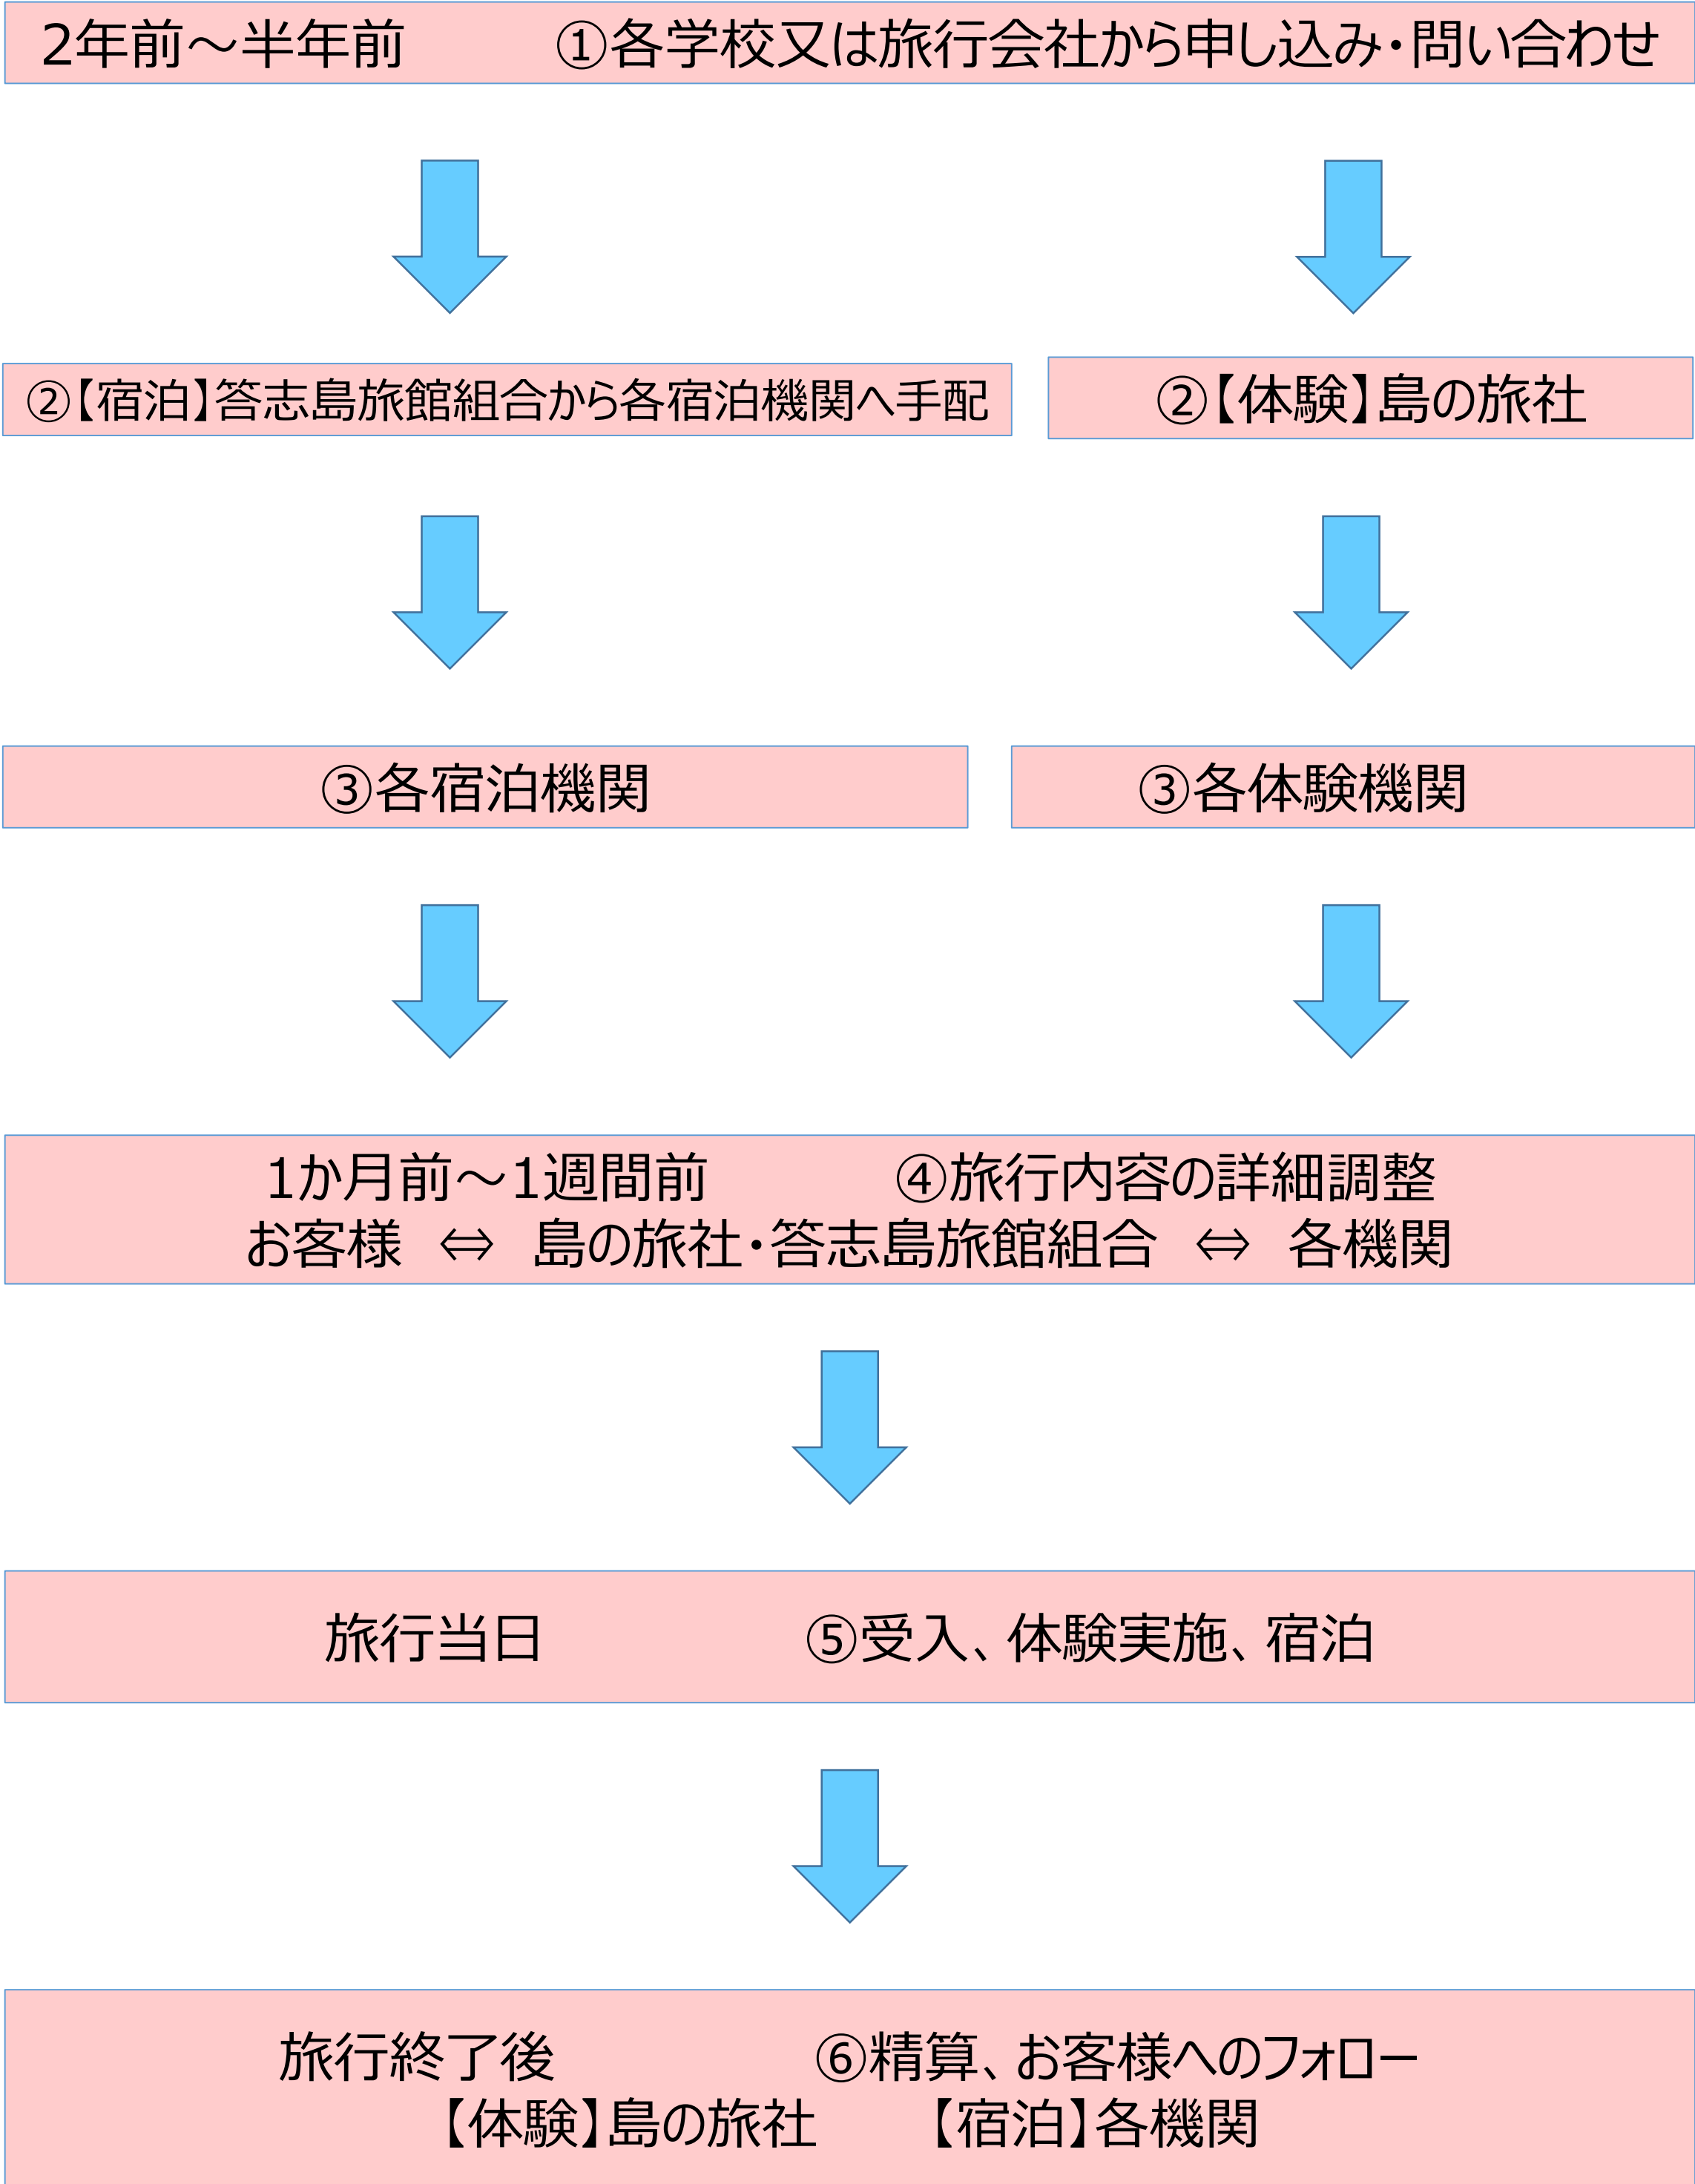 2年前～半年前　①各学校又は旅行会社から申し込み・問い合わせ
②【宿泊】答志島旅館組合から各宿泊機関へ手配
②【体験】島の旅社
③各宿泊機関
③各体験機関
1か月前～1週間前　④旅行内容の詳細調整
お客様 ⇔ 島の旅社・答志島旅館組合 ⇔ 各機関
旅行当日　⑤受入、体験実施、宿泊
旅行終了後　⑥精算、お客様へのフォロー
【体験】島の旅社　【宿泊】各機関